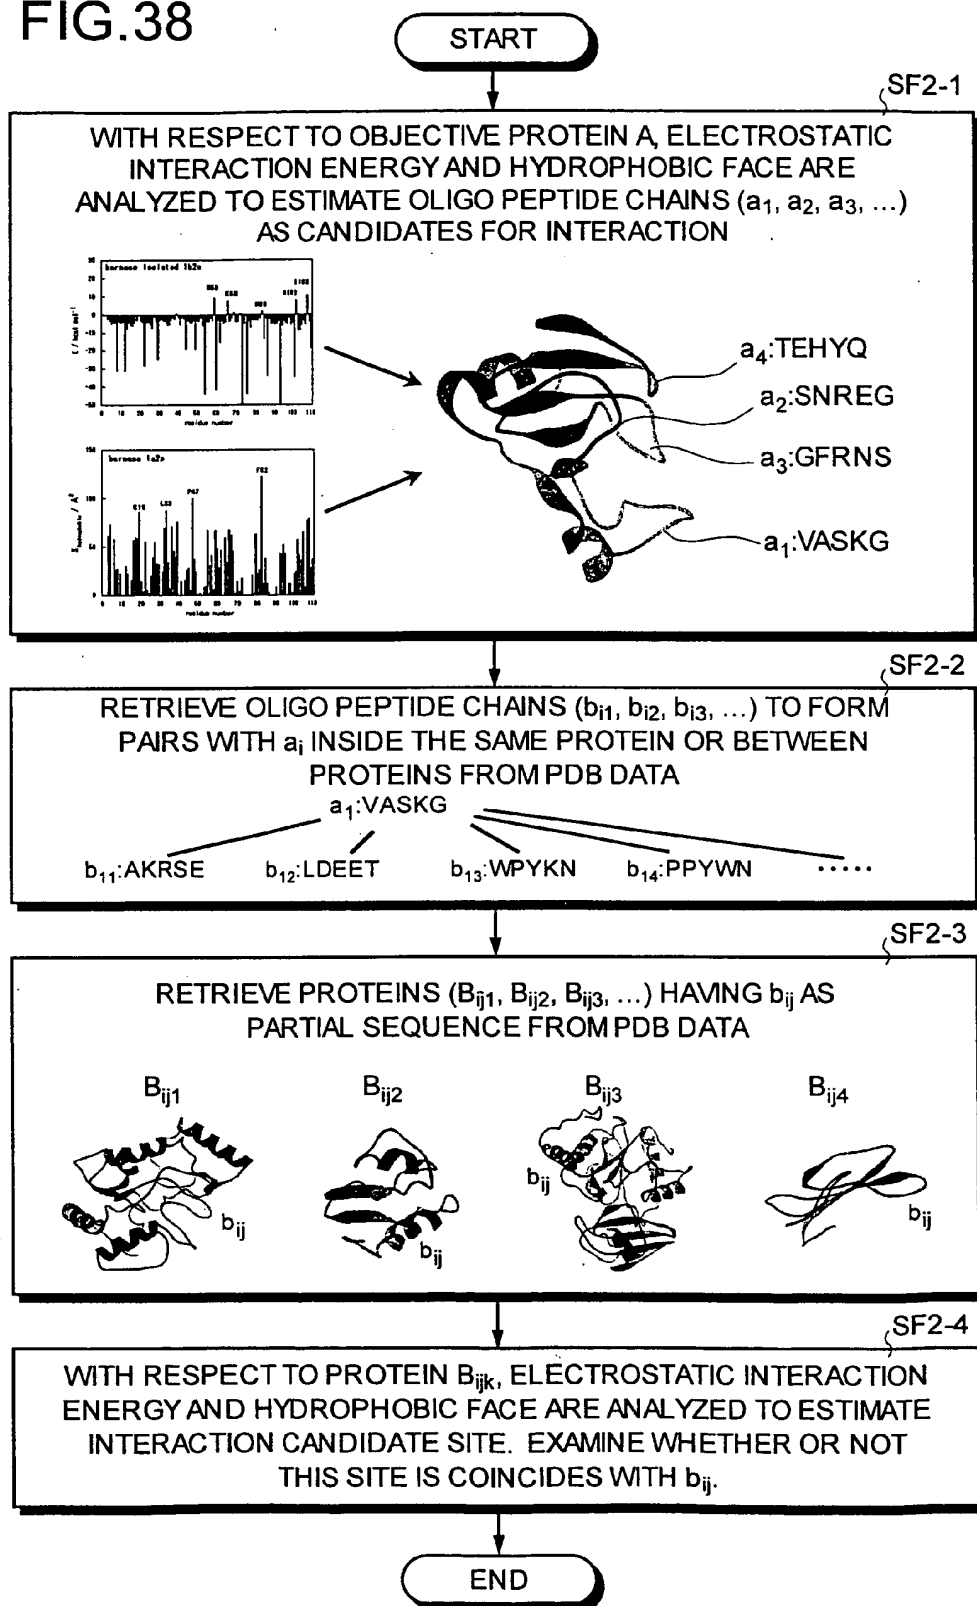 FIG.38
START
SF2-1
WITH RESPECT TO OBJECTIVE PROTEIN A, ELECTROSTATIC
INTERACTION ENERGY AND HYDROPHOBIC FACE ARE
ANALYZED TO ESTIMATE OLIGO PEPTIDE CHAINS (a1, a2, a3, ...)
AS CANDIDATES FOR INTERACTION
residue number
residue number
a4:TEHYQ
a2:SNREG
a3:GFRNS
a1:VASKG
SF2-2
RETRIEVE OLIGO PEPTIDE CHAINS (bi1, bi2, bi3, ...) TO FORM
PAIRS WITH ai INSIDE THE SAME PROTEIN OR BETWEEN
PROTEINS FROM PDB DATA
a1:VASKG
b11:AKRSE b12:LDEET b13:WPYKN b14:PPYWN .....
SF2-3
RETRIEVE PROTEINS (Bij1, Bij2, Bij3, ...) HAVING bij AS
PARTIAL SEQUENCE FROM PDB DATA
Bij1 Bij2 Bij3 Bij4
bij bij bij bij
SF2-4
WITH RESPECT TO PROTEIN Bijk, ELECTROSTATIC INTERACTION
ENERGY AND HYDROPHOBIC FACE ARE ANALYZED TO ESTIMATE
INTERACTION CANDIDATE SITE. EXAMINE WHETHER OR NOT
THIS SITE IS COINCIDES WITH bij.
END